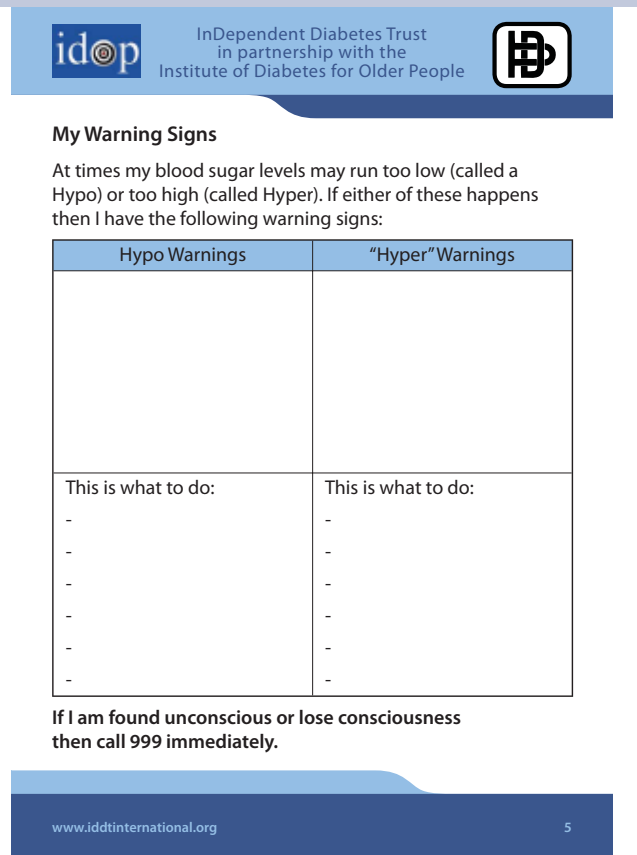 idop
InDependent Diabetes Trust
in partnership with the
Institute of Diabetes for Older People
My Warning Signs
At times my blood sugar levels may run too low (called a
Hypo) or too high (called Hyper). If either of these happens
then I have the following warning signs:
Hypo Warnings
“Hyper” Warnings
This is what to do:
-
-
-
-
-
-
This is what to do:
-
-
-
-
-
-
If I am found unconscious or lose consciousness
then call 999 immediately.
www.iddtinternational.org
5